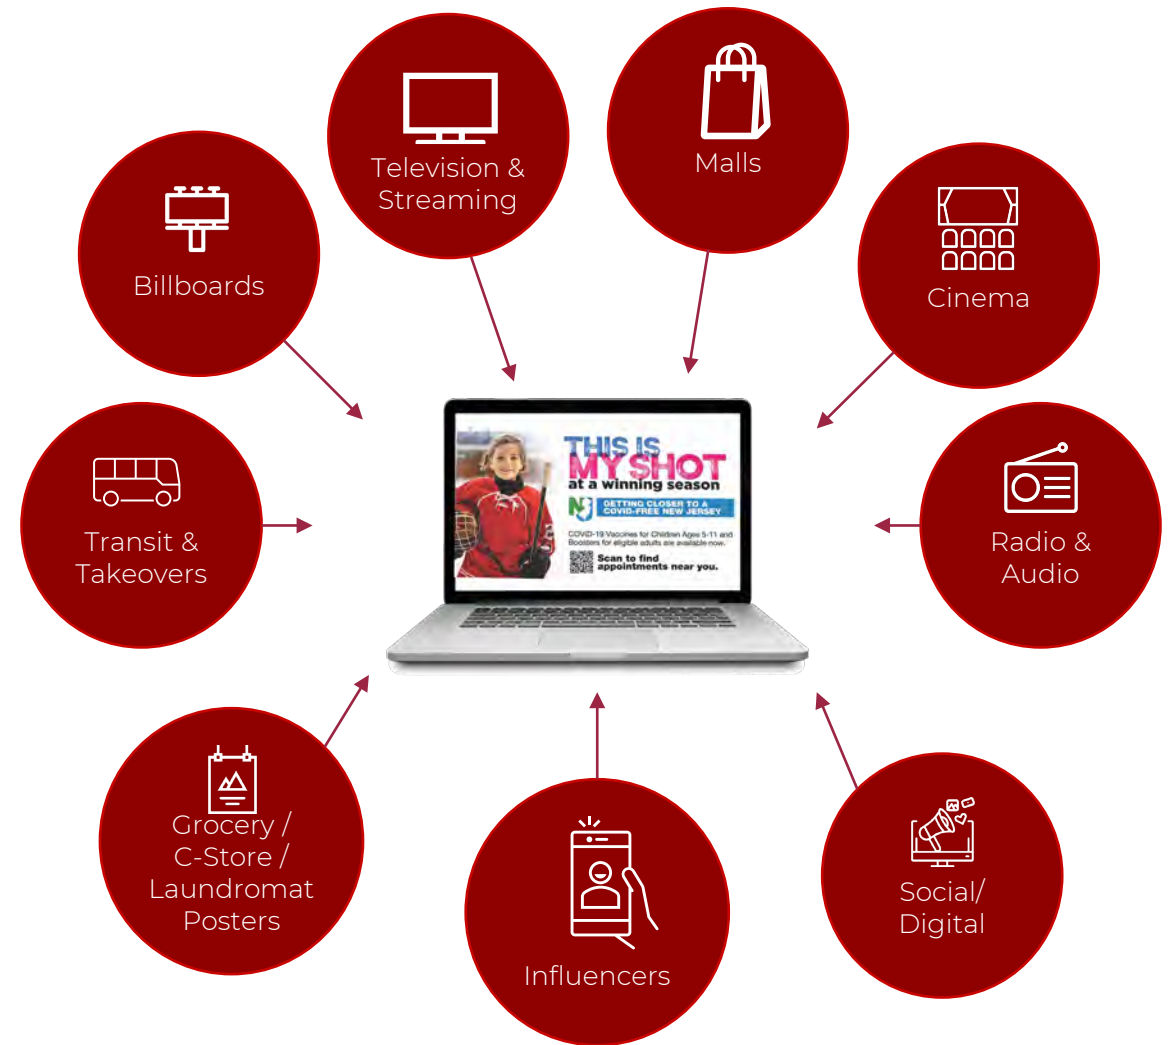 Television &
Streaming
Malls
Billboards
Cinema
Transit &
Takeovers
THIS IS
MY SHOT
at a winning season
NJ
GETTING CLOSER TO A
COVID-FREE NEW JERSEY
COVID-19 Vaccines for Children Ages 5-11 and
Boosters for eligible adults are available now.
Scan to find
appointments near you.
Radio &
Audio
Grocery /
C-Store /
Laundromat
Posters
Influencers
Social/
Digital